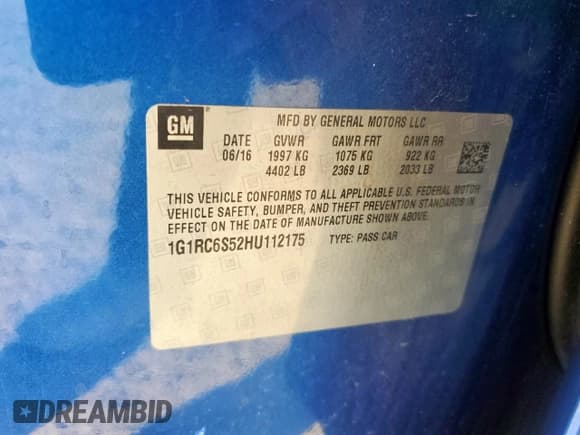 GM
MFD BY GENERAL MOTORS LLC
DATE GVWR GAWR FRT GAWR RR
06/16 1997 KG 1075 KG 922 KG
4402 LB 2369 LB 2033 LB
THIS VEHICLE CONFORMS TO ALL APPLICABLE U.S. FEDERAL MOTOR
VEHICLE SAFETY, BUMPER, AND THEFT PREVENTION STANDARDS IN
EFFECT ON THE DATE OF MANUFACTURE SHOWN ABOVE.
1G1RC6S52HU112175 TYPE: PASS CAR
DREAMBID